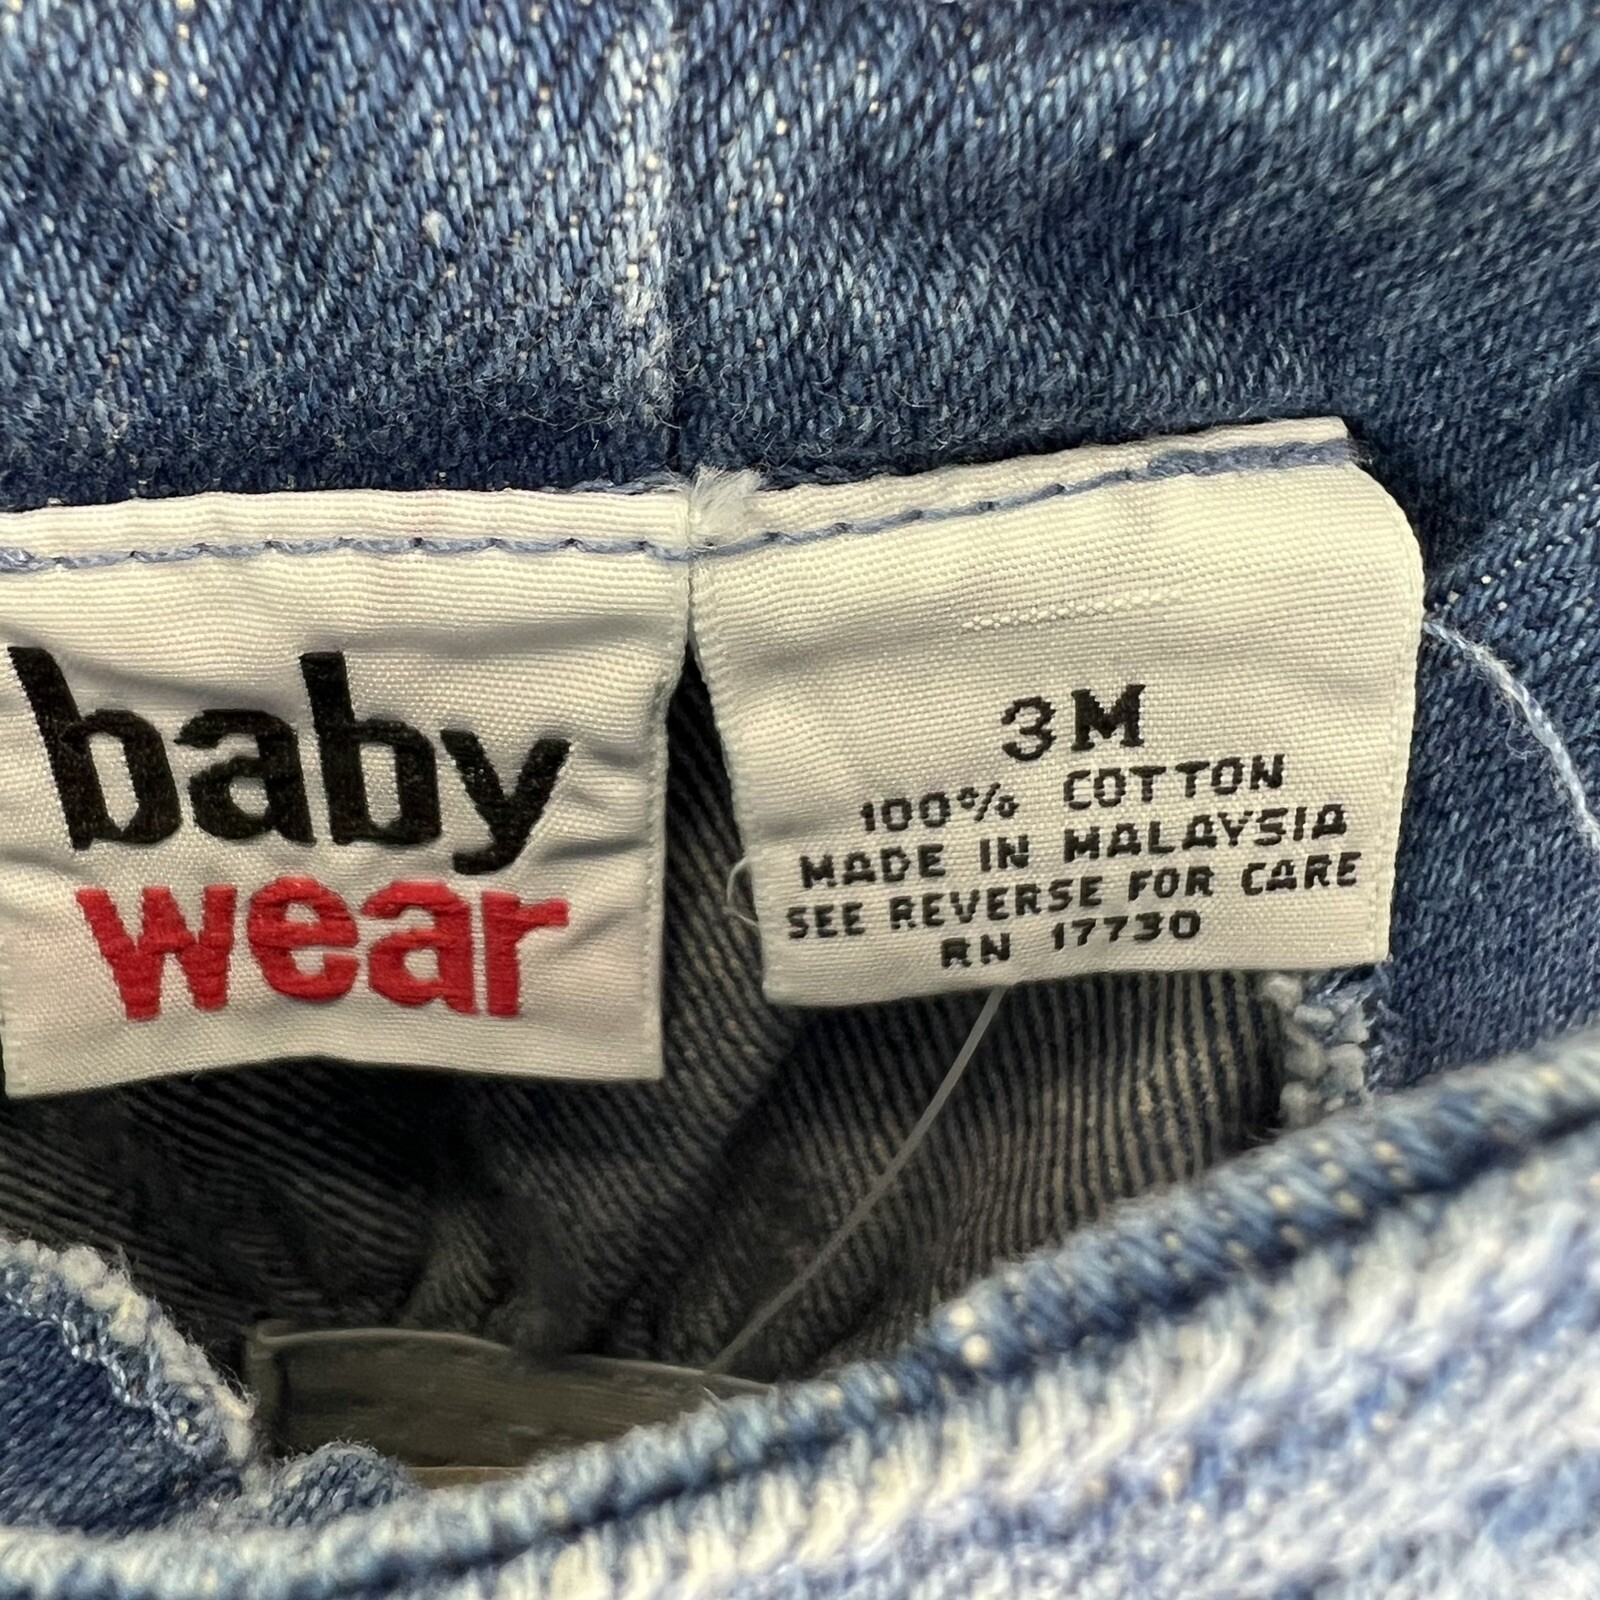 baby
wear
3M
100% COTTON
MADE IN MALAYSIA
SEE REVERSE FOR CARE
RN 17730